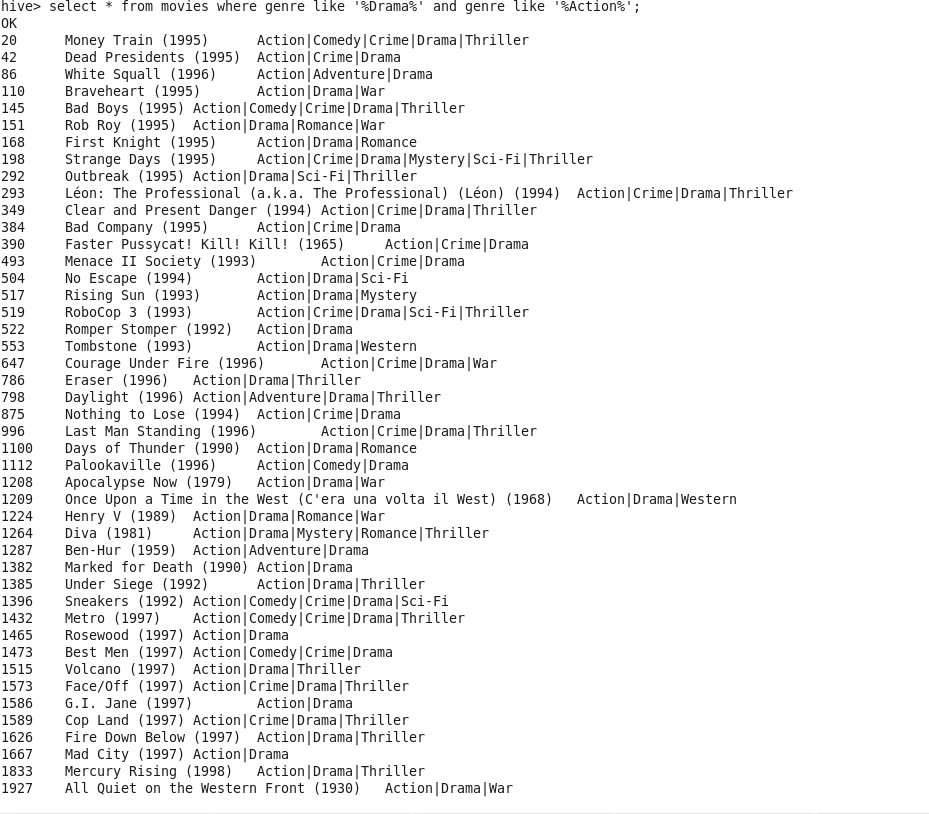 hive> select * from movies where genre like '%Drama%' and genre like '%Action%';
OK
20	Money Train (1995)	Action|Comedy|Crime|Drama|Thriller
42	Dead Presidents (1995)	Action|Crime|Drama
86	White Squall (1996)	Action|Adventure|Drama
110	Braveheart (1995)	Action|Drama|War
145	Bad Boys (1995)	Action|Comedy|Crime|Drama|Thriller
151	Rob Roy (1995)	Action|Drama|Romance|War
168	First Knight (1995)	Action|Drama|Romance
198	Strange Days (1995)	Action|Crime|Drama|Mystery|Sci-Fi|Thriller
292	Outbreak (1995)	Action|Drama|Sci-Fi|Thriller
293	Léon: The Professional (a.k.a. The Professional) (Léon) (1994)	Action|Crime|Drama|Thriller
349	Clear and Present Danger (1994)	Action|Crime|Drama|Thriller
384	Bad Company (1995)	Action|Crime|Drama
390	Faster Pussycat! Kill! Kill! (1965)	Action|Crime|Drama
493	Menace II Society (1993)	Action|Crime|Drama
504	No Escape (1994)	Action|Drama|Sci-Fi
517	Rising Sun (1993)	Action|Drama|Mystery
519	RoboCop 3 (1993)	Action|Crime|Drama|Sci-Fi|Thriller
522	Romper Stomper (1992)	Action|Drama
553	Tombstone (1993)	Action|Drama|Western
647	Courage Under Fire (1996)	Action|Crime|Drama|War
786	Eraser (1996)	Action|Drama|Thriller
798	Daylight (1996)	Action|Adventure|Drama|Thriller
875	Nothing to Lose (1994)	Action|Crime|Drama
996	Last Man Standing (1996)	Action|Crime|Drama|Thriller
1100	Days of Thunder (1990)	Action|Drama|Romance
1112	Palookaville (1996)	Action|Comedy|Drama
1208	Apocalypse Now (1979)	Action|Drama|War
1209	Once Upon a Time in the West (C'era una volta il West) (1968)	Action|Drama|Western
1224	Henry V (1989)	Action|Drama|Romance|War
1264	Diva (1981)	Action|Drama|Mystery|Romance|Thriller
1287	Ben-Hur (1959)	Action|Adventure|Drama
1382	Marked for Death (1990)	Action|Drama
1385	Under Siege (1992)	Action|Drama|Thriller
1396	Sneakers (1992)	Action|Comedy|Crime|Drama|Sci-Fi
1432	Metro (1997)	Action|Comedy|Crime|Drama|Thriller
1465	Rosewood (1997)	Action|Drama
1473	Best Men (1997)	Action|Comedy|Crime|Drama
1515	Volcano (1997)	Action|Drama|Thriller
1573	Face/Off (1997)	Action|Crime|Drama|Thriller
1586	G.I. Jane (1997)	Action|Drama
1589	Cop Land (1997)	Action|Crime|Drama|Thriller
1626	Fire Down Below (1997)	Action|Drama|Thriller
1667	Mad City (1997)	Action|Drama
1833	Mercury Rising (1998)	Action|Drama|Thriller
1927	All Quiet on the Western Front (1930)	Action|Drama|War